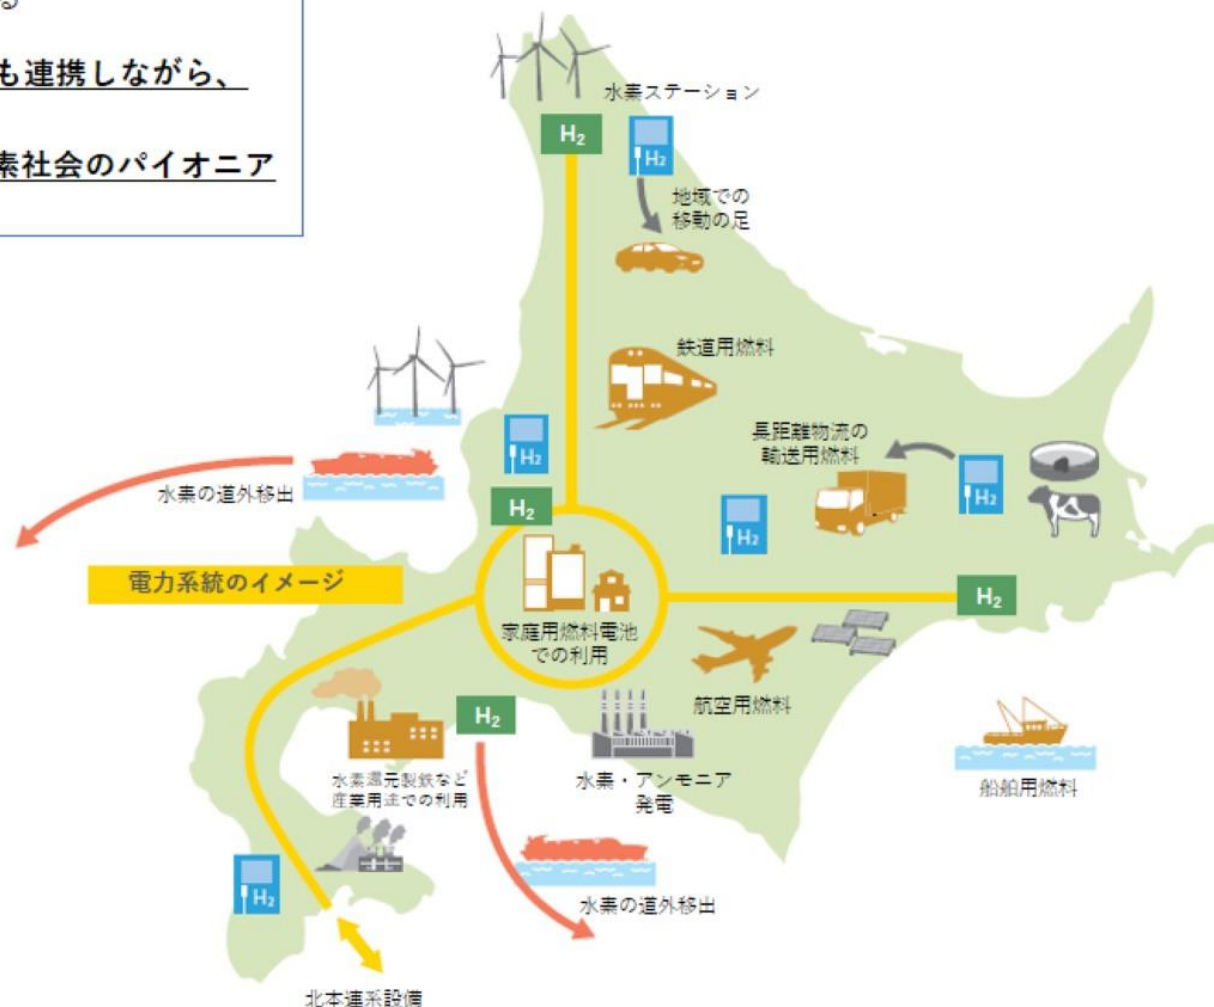 る
も連携しながら、
素社会のパイオニア
水素ステーション
H₂
H₂
地域での
移動の足
鉄道用燃料
長距離物流の
輸送用燃料
H₂
H₂
水素の道外移出
H₂
H₂
電力系統のイメージ
家庭用燃料電池
での利用
H₂
航空用燃料
H₂
水素還元製鉄など
産業用途での利用
水素・アンモニア
発電
船舶用燃料
H₂
水素の道外移出
北本連系設備